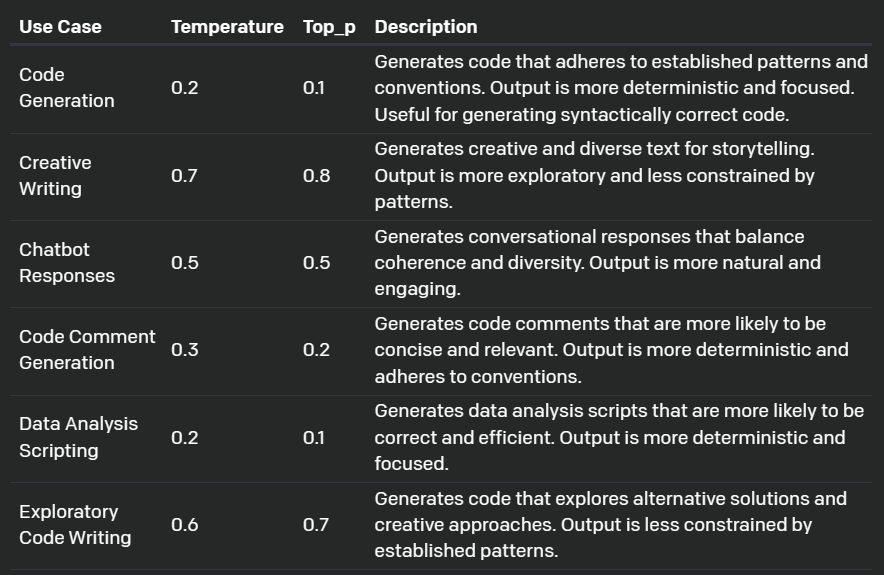 Use Case Temperature Top_p Description
Code Generation 0.2 0.1 Generates code that adheres to established patterns and
conventions. Output is more deterministic and focused.
Useful for generating syntactically correct code.
Creative Writing 0.7 0.8 Generates creative and diverse text for storytelling.
Output is more exploratory and less constrained by
patterns.
Chatbot Responses 0.5 0.5 Generates conversational responses that balance
coherence and diversity. Output is more natural and
engaging.
Code Comment Generation 0.3 0.2 Generates code comments that are more likely to be
concise and relevant. Output is more deterministic and
adheres to conventions.
Data Analysis Scripting 0.2 0.1 Generates data analysis scripts that are more likely to be
correct and efficient. Output is more deterministic and
focused.
Exploratory Code Writing 0.6 0.7 Generates code that explores alternative solutions and
creative approaches. Output is less constrained by
established patterns.